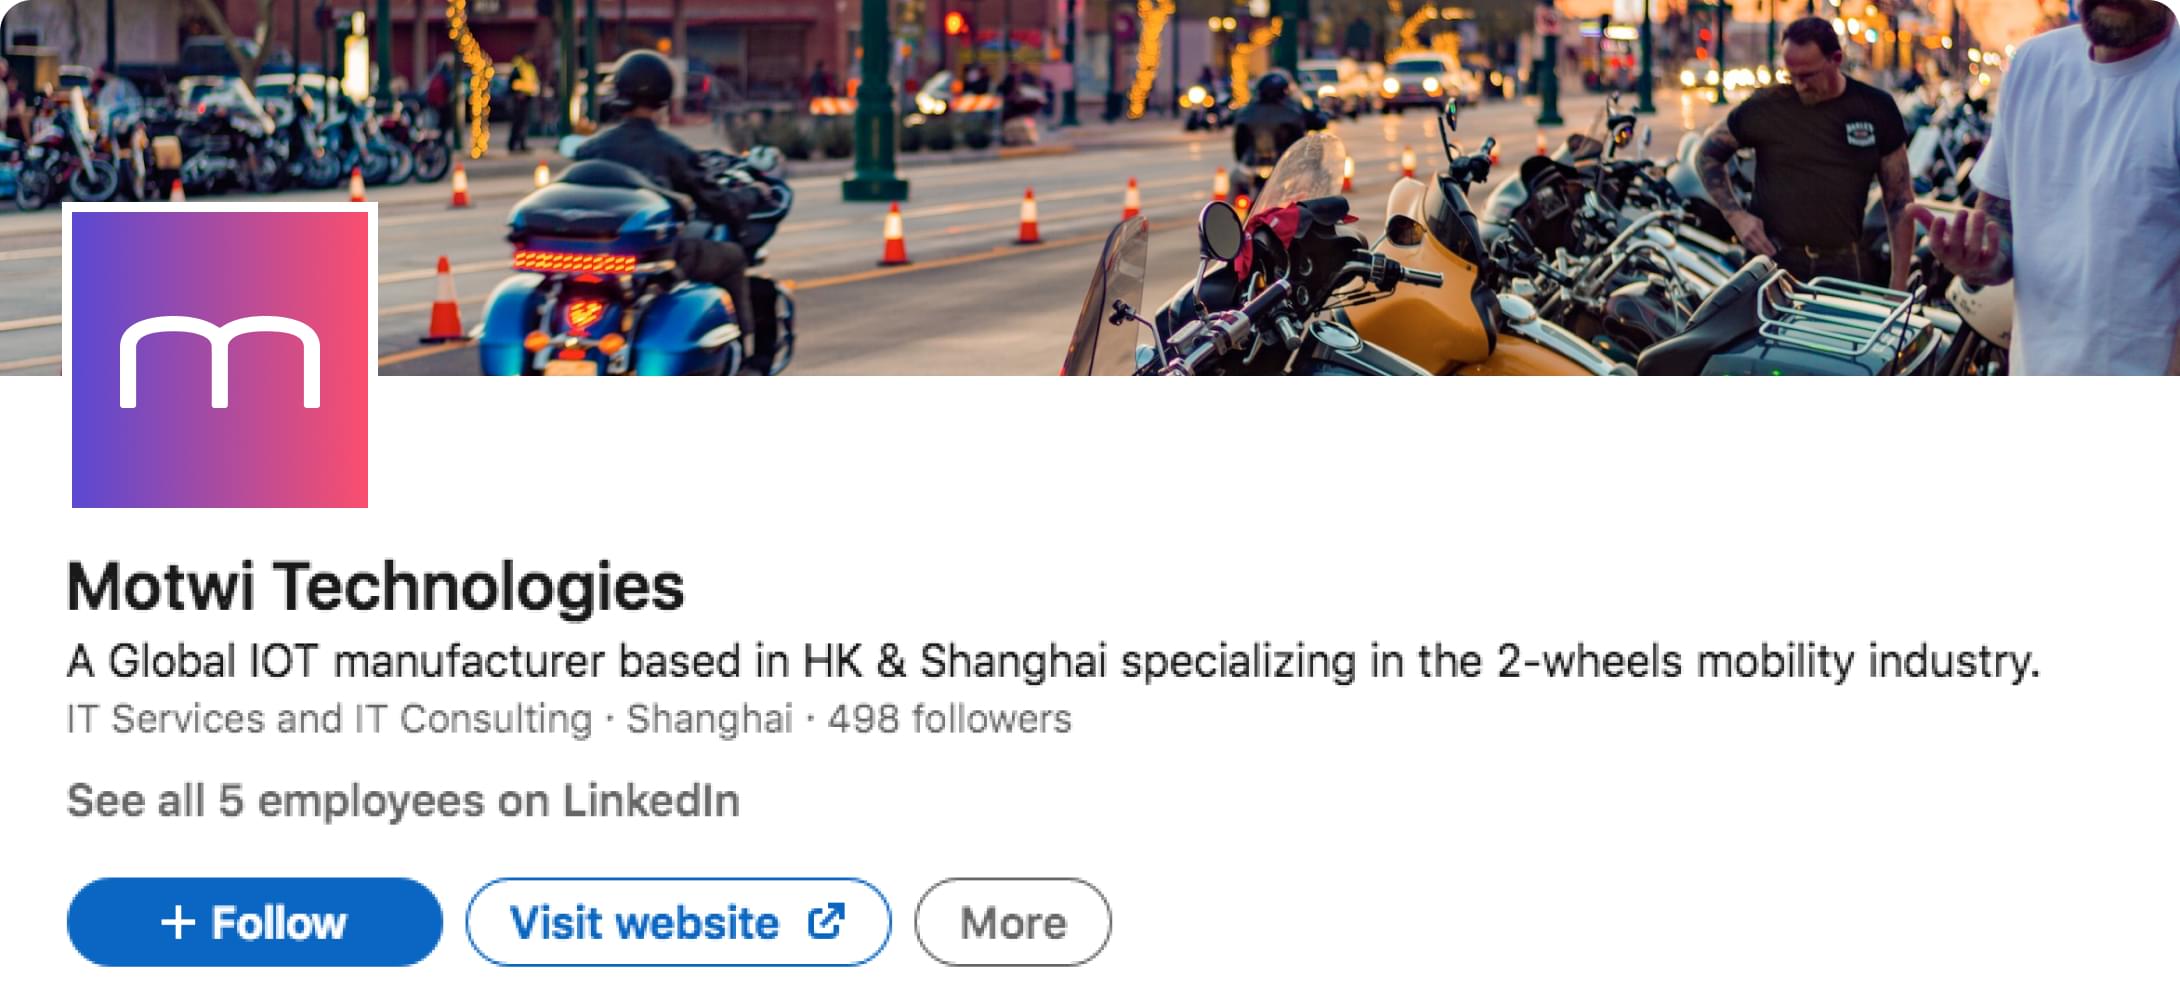 m
Motwi Technologies
A Global IOT manufacturer based in HK & Shanghai specializing in the 2-wheels mobility industry.
IT Services and IT Consulting · Shanghai · 498 followers
See all 5 employees on LinkedIn
+ Follow
Visit website
More